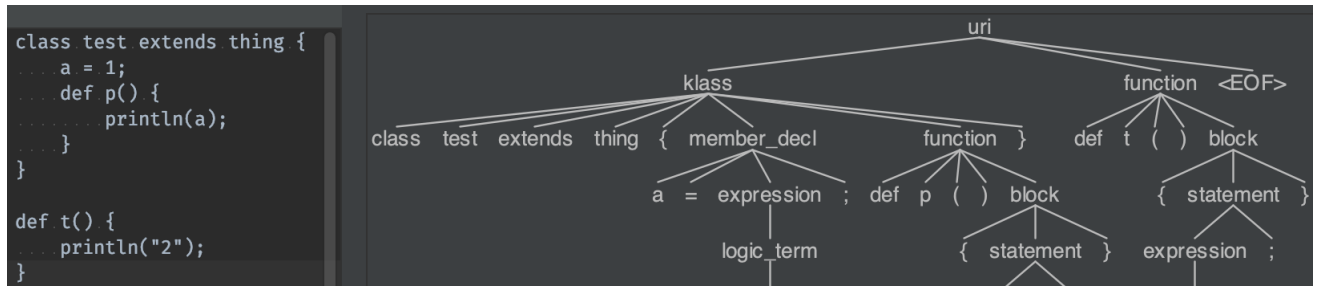 class test extends thing {
    a = 1;
    def p() {
        println(a);
    }
}

def t() {
    println("2");
}
uri
klass function <EOF>
class test extends thing { member_decl function } def t ( ) block
a = expression ; def p ( ) block { statement }
logic_term { statement } expression ;